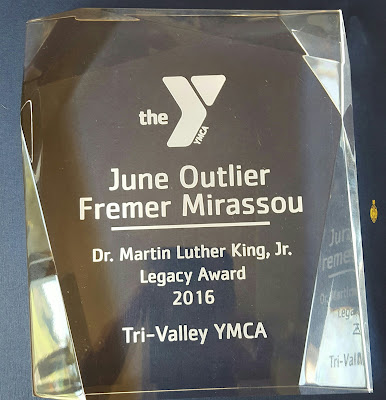 the
YMCA
June Outlier
Fremer Mirassou
Dr. Martin Luther King, Jr.
Legacy Award
2016
Tri-Valley YMCA